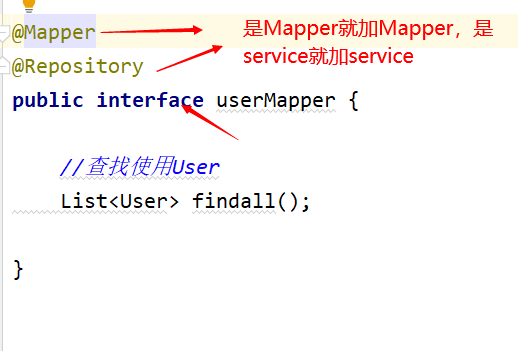 @Mapper
是Mapper就加Mapper，是
service就加service
@Repository
public interface userMapper {
//查找使用User
List<User> findall();
}